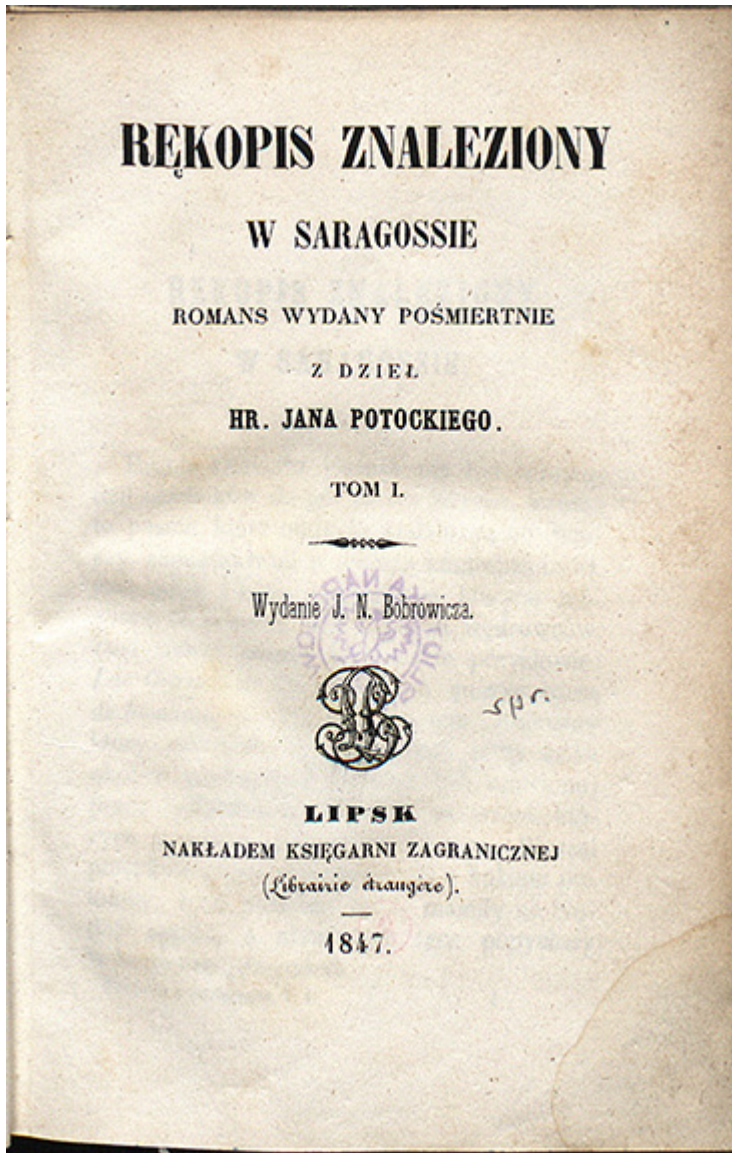 RĘKOPIS ZNALEZIONY
W SARAGOSSIE
ROMANS WYDANY POŚMIERTNIE
Z DZIEŁ
HR. JANA POTOCKIEGO.
TOM I.
Wydanie J. N. Bobrowicza.
spr.
LIPSK
NAKŁADEM KSIĘGARNI ZAGRANICZNEJ
(Librairie étrangère).
1847.